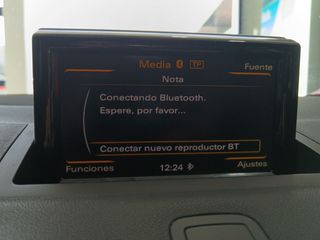 Media TP
Fuente
Nota
Conectando Bluetooth.
Espere, por favor...
Conectar nuevo reproductor BT
Funciones
12:24
Ajustes